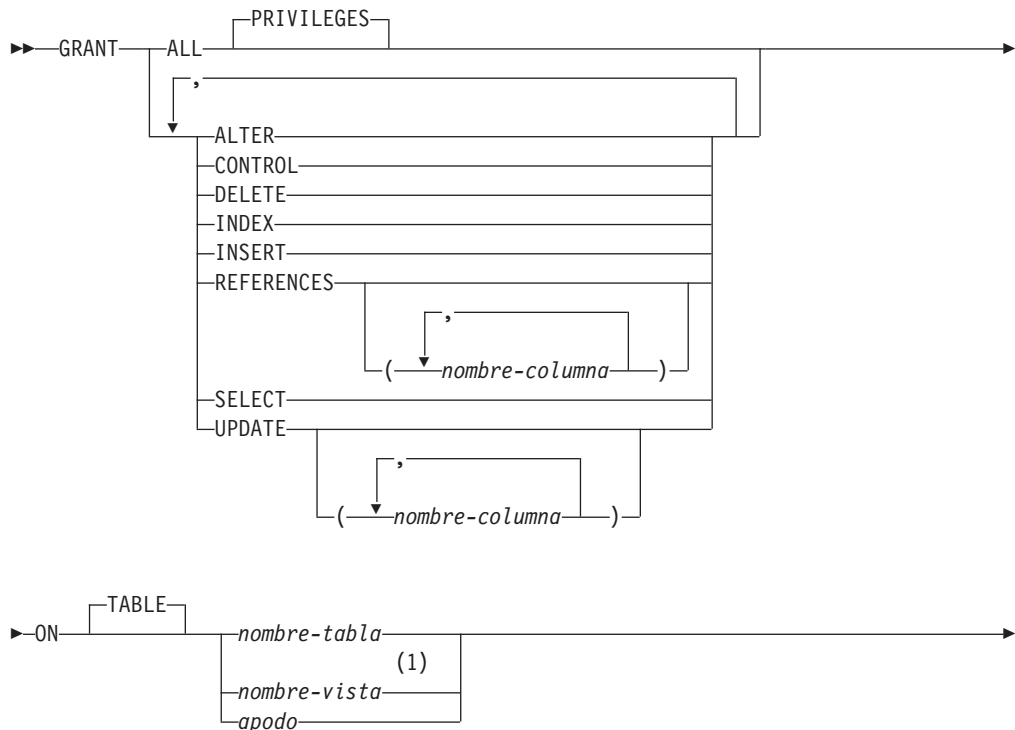 PRIVILEGES
GRANT ALL
,
ALTER
CONTROL
DELETE
INDEX
INSERT
REFERENCES
,
( nombre-columna )
SELECT
UPDATE
,
( nombre-columna )
TABLE
ON nombre-tabla
(1)
nombre-vista
apodo